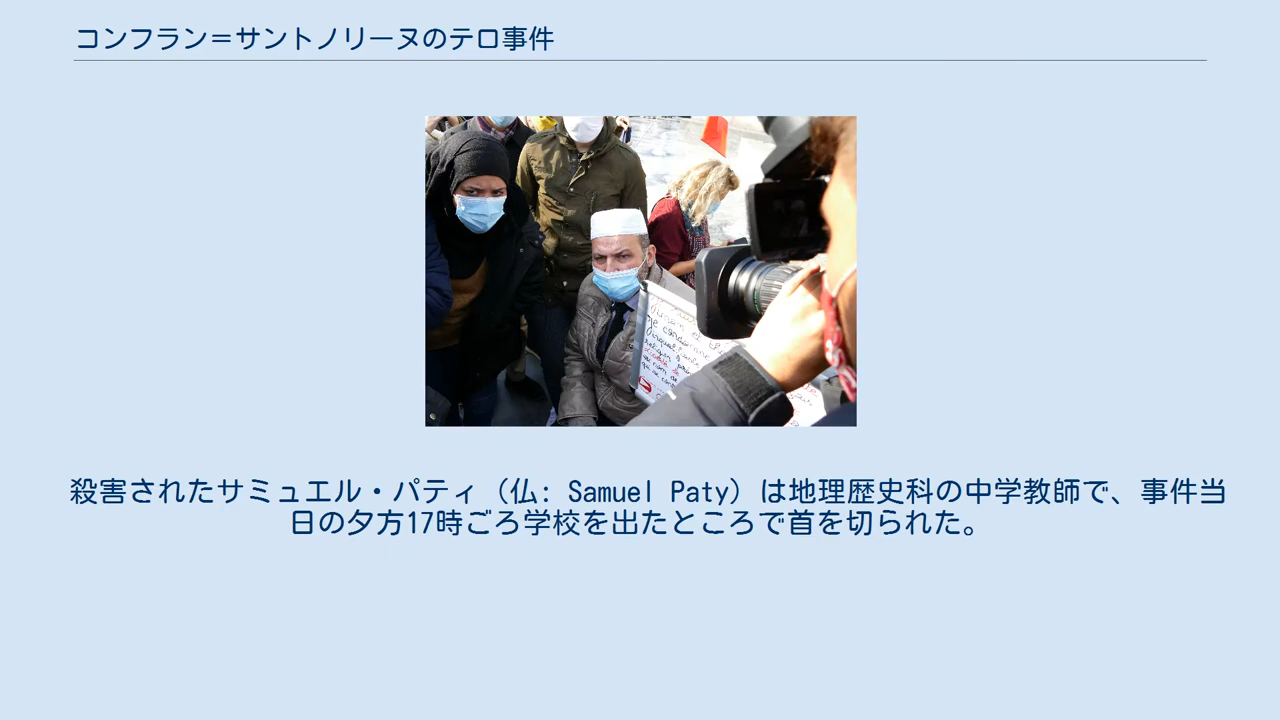 コンフラン＝サントノリーヌのテロ事件
殺害されたサミュエル・パティ（仏: Samuel Paty）は地理歴史科の中学教師で、事件当
日の夕方17時ごろ学校を出たところで首を切られた。